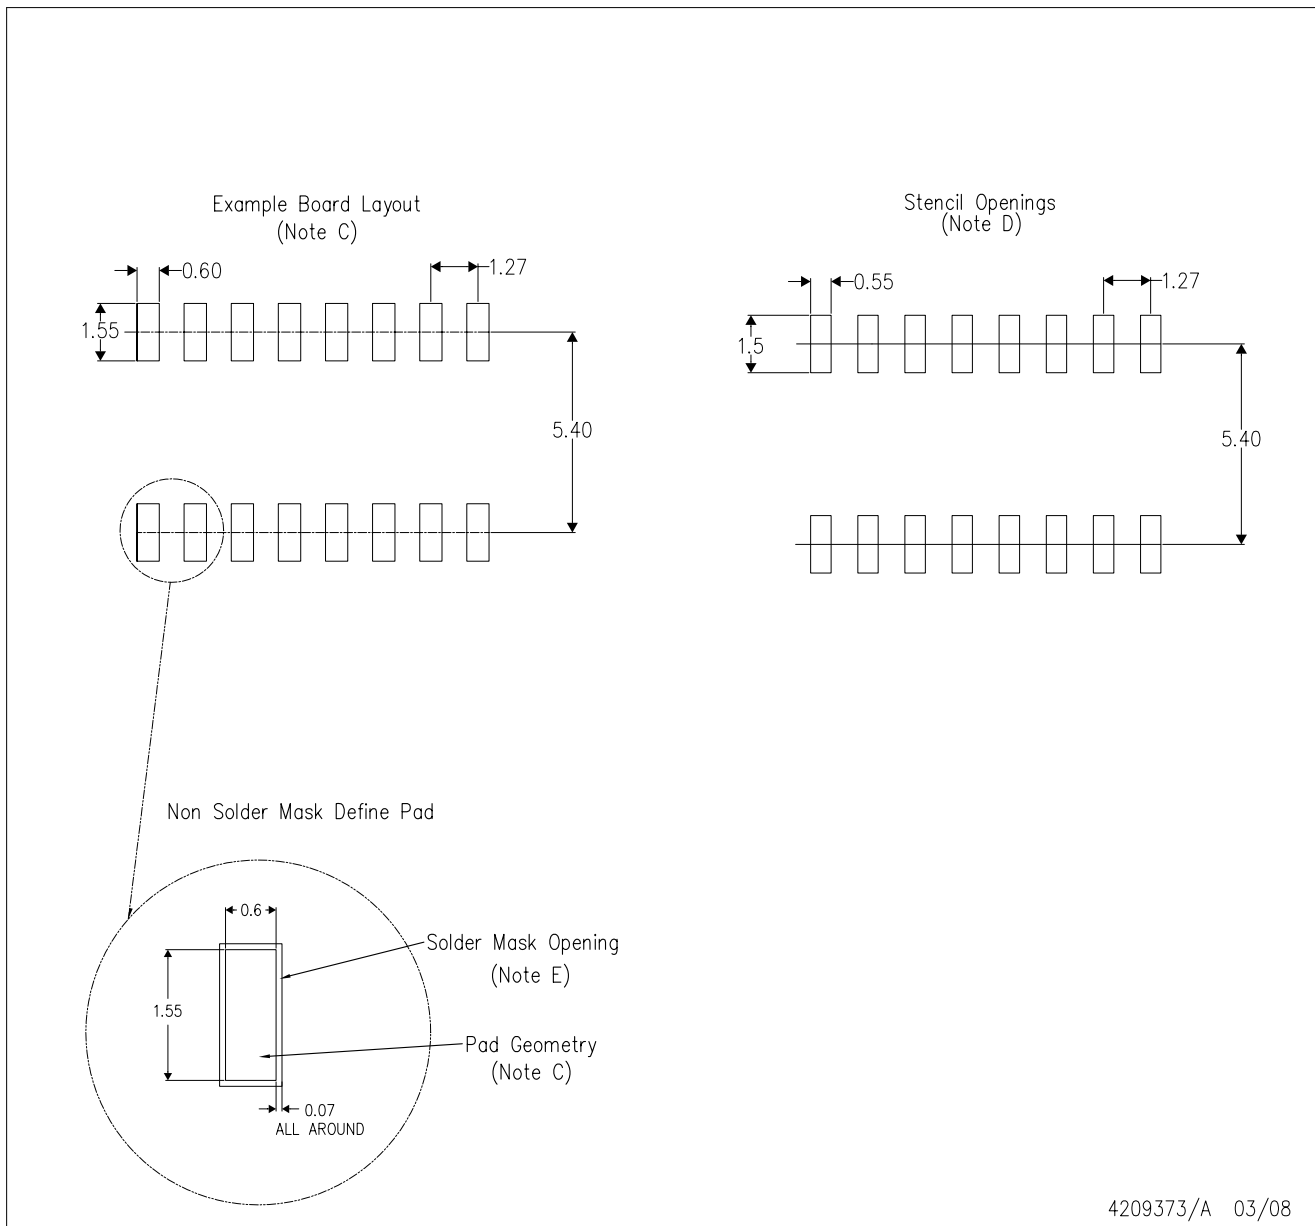 Example Board Layout
(Note C)
0.60
1.27
1.55
5.40
Stencil Openings
(Note D)
0.55
1.27
1.5
5.40
Non Solder Mask Define Pad
0.6
1.55
Solder Mask Opening
(Note E)
Pad Geometry
(Note C)
0.07
ALL AROUND
4209373/A 03/08